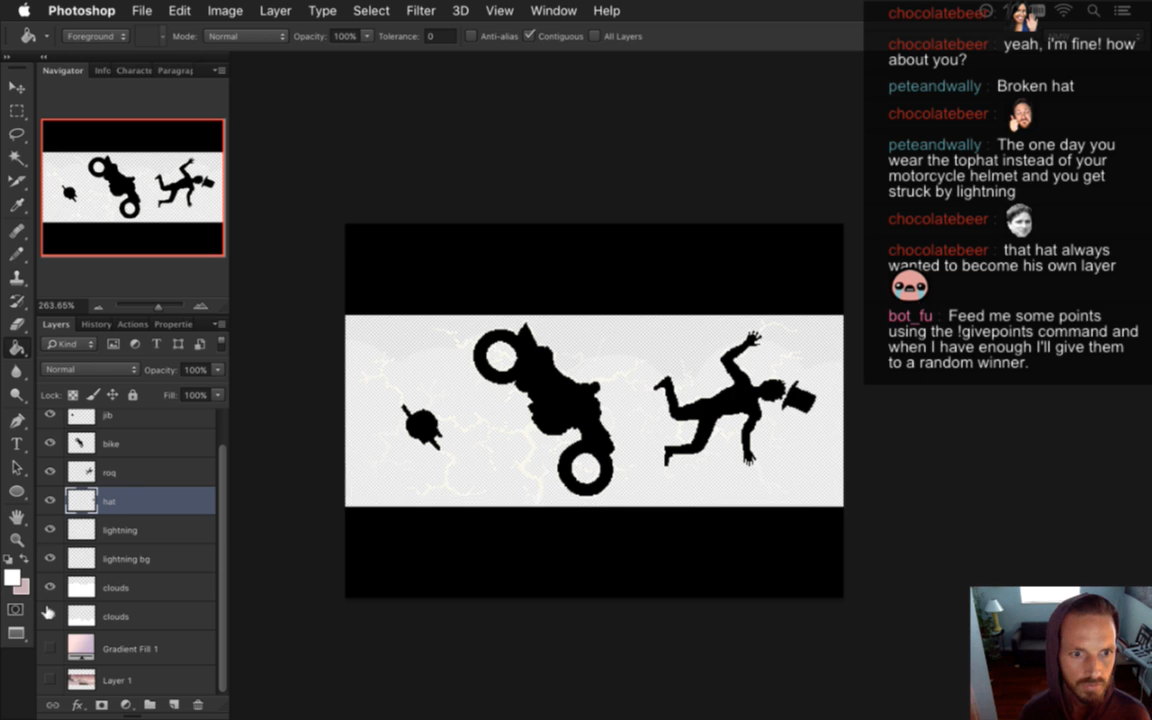 Photoshop File Edit Image Layer Type Select Filter 3D View Window Help
Foreground Mode: Normal Opacity: 100% Tolerance: 0 Anti-alias Contiguous All Layers
Navigator Info Characte Paragra
263.65%
Layers History Actions Propertie
Kind
Normal Opacity: 100%
Lock: Fill: 100%
jib
bike
roq
hat
lightning
lightning bg
clouds
clouds
Gradient Fill 1
Layer 1
fx
chocolatebeer
chocolatebeer : yeah, i'm fine! how
about you?
peteandwally : Broken hat
chocolatebeer :
peteandwally : The one day you
wear the tophat instead of your
motorcycle helmet and you get
struck by lightning
chocolatebeer :
chocolatebeer : that hat always
wanted to become his own layer
bot_fu : Feed me some points
using the !givepoints command and
when I have enough I'll give them
to a random winner.